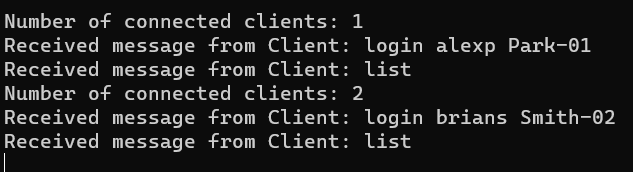 Number of connected clients: 1
Received message from Client: login alexp Park-01
Received message from Client: list
Number of connected clients: 2
Received message from Client: login brians Smith-02
Received message from Client: list